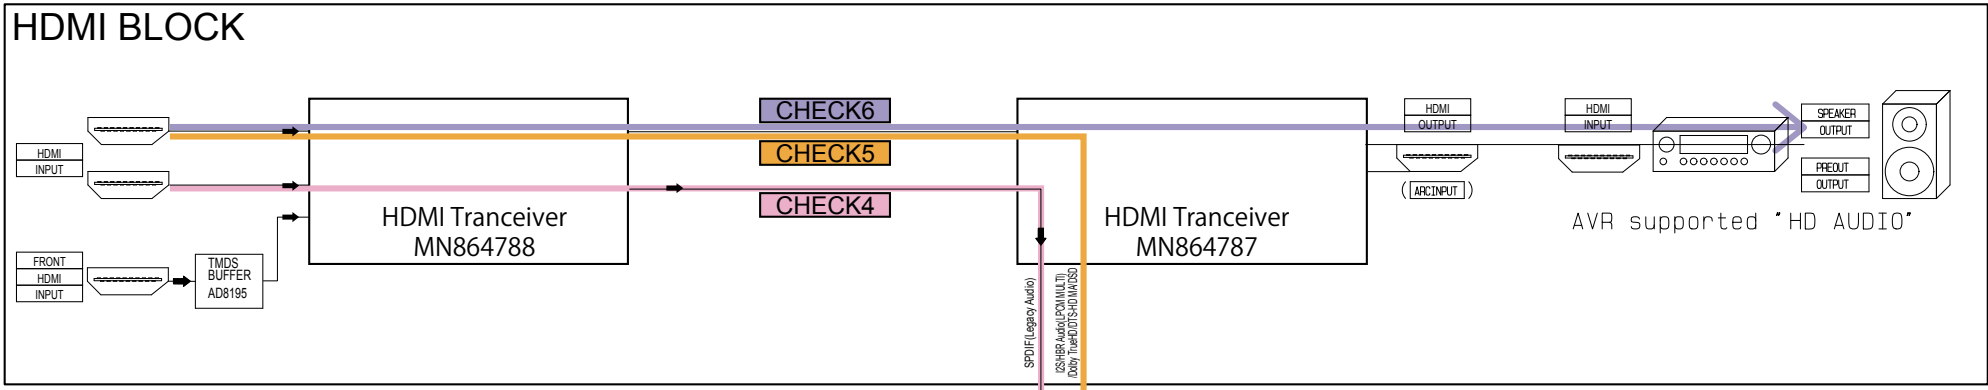 HDMI BLOCK
CHECK6
CHECK5
CHECK4
HDMI
INPUT
FRONT
HDMI
INPUT
TMDS
BUFFER
AD8195
HDMI Tranceiver
MN864788
HDMI Tranceiver
MN864787
SPDIF(Legacy Audio)
I2S/HBR Audio(LPCM MULTI)
/Dolby TrueHD/DTS-HD MA/DSD
HDMI
OUTPUT
(ARCINPUT)
HDMI
INPUT
SPEAKER
OUTPUT
PREOUT
OUTPUT
AVR supported "HD AUDIO"